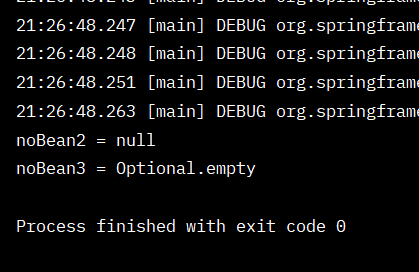 21:26:48.247 [main] DEBUG org.springframe
21:26:48.248 [main] DEBUG org.springframe
21:26:48.251 [main] DEBUG org.springframe
21:26:48.263 [main] DEBUG org.springframe
noBean2 = null
noBean3 = Optional.empty
Process finished with exit code 0